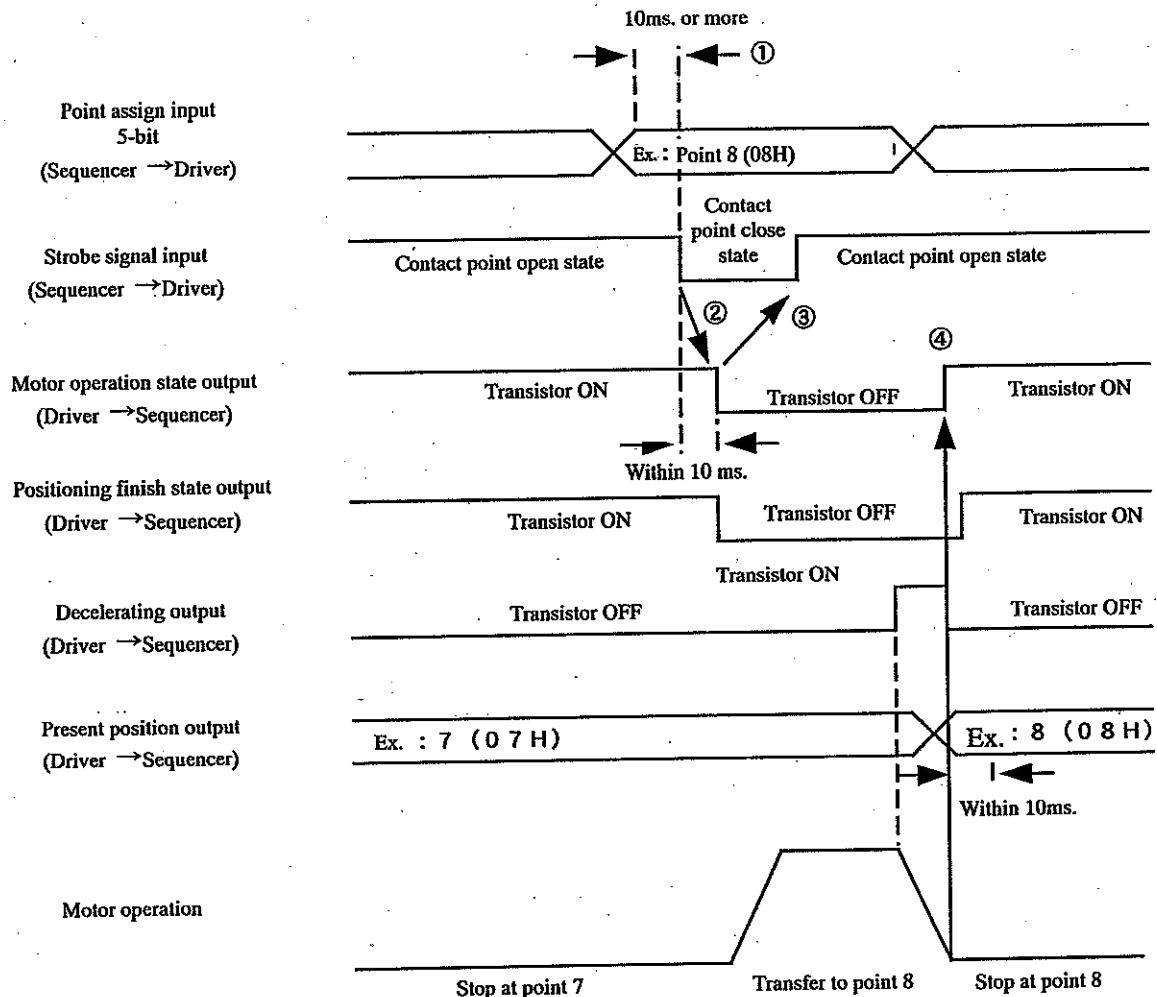 10ms. or more
①
Point assign input
5-bit
(Sequencer →Driver)
Ex. : Point 8 (08H)
Strobe signal input
(Sequencer →Driver)
Contact point open state
Contact
point close
state
Contact point open state
②
③
④
Motor operation state output
(Driver →Sequencer)
Transistor ON
Transistor OFF
Transistor ON
Within 10 ms.
Positioning finish state output
(Driver →Sequencer)
Transistor ON
Transistor OFF
Transistor ON
Transistor ON
Decelerating output
(Driver →Sequencer)
Transistor OFF
Transistor OFF
Present position output
(Driver →Sequencer)
Ex. : 7 (07H)
Ex. : 8 (08H)
Within 10ms.
Motor operation
Stop at point 7
Transfer to point 8
Stop at point 8